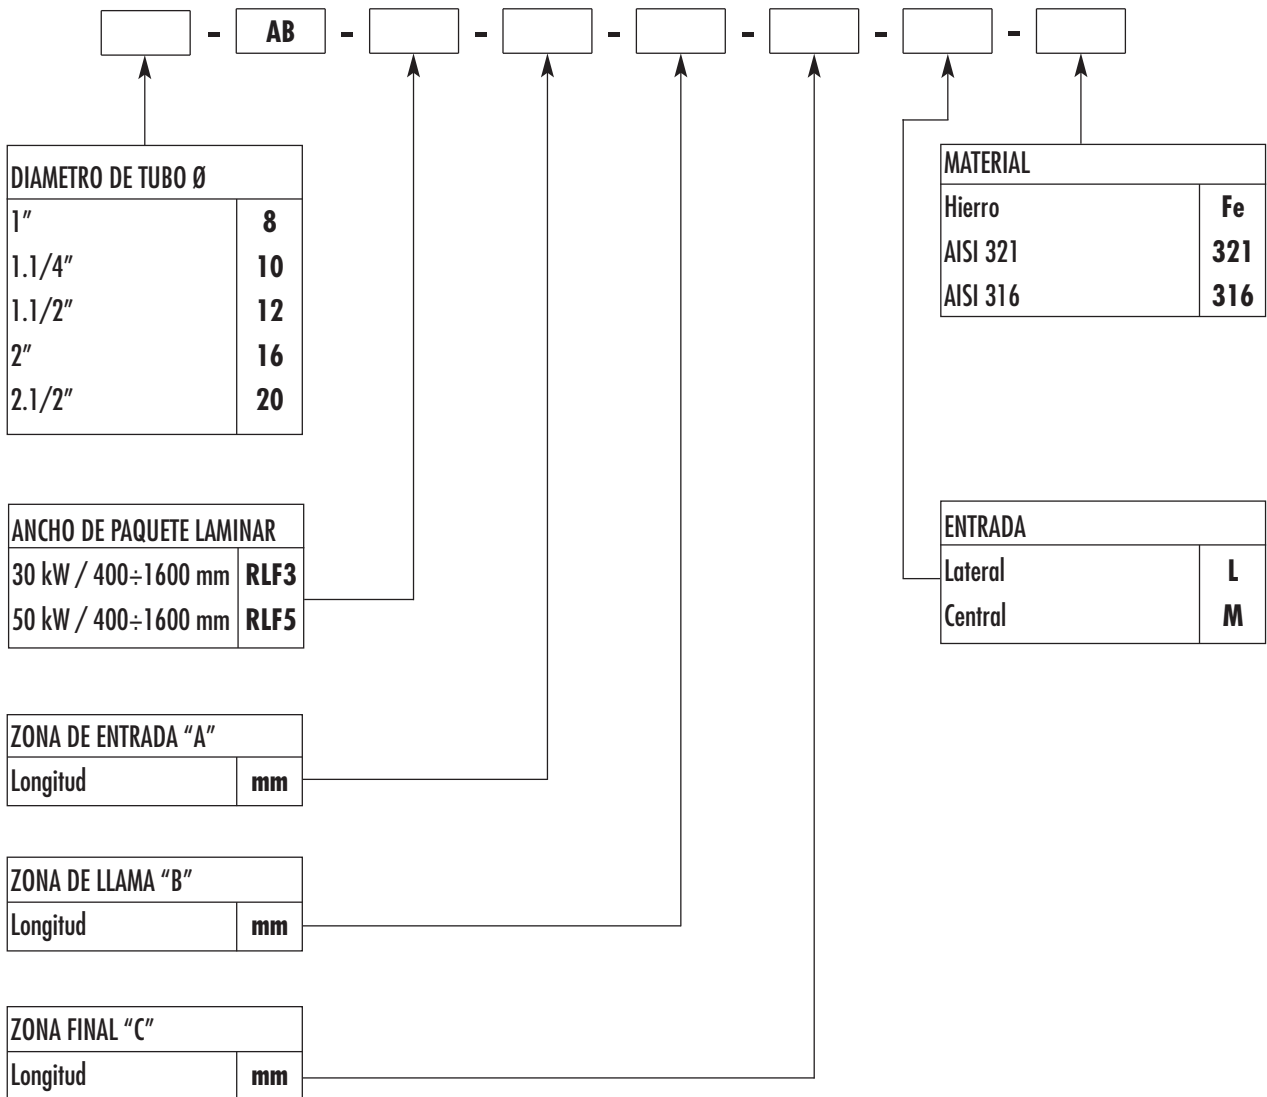 - AB - - - - - -
DIAMETRO DE TUBO Ø
1" 8
1.1/4" 10
1.1/2" 12
2" 16
2.1/2" 20
MATERIAL
Hierro Fe
AISI 321 321
AISI 316 316
ANCHO DE PAQUETE LAMINAR
30 kW / 400÷1600 mm RLF3
50 kW / 400÷1600 mm RLF5
ENTRADA
Lateral L
Central M
ZONA DE ENTRADA “A”
Longitud mm
ZONA DE LLAMA “B”
Longitud mm
ZONA FINAL “C”
Longitud mm